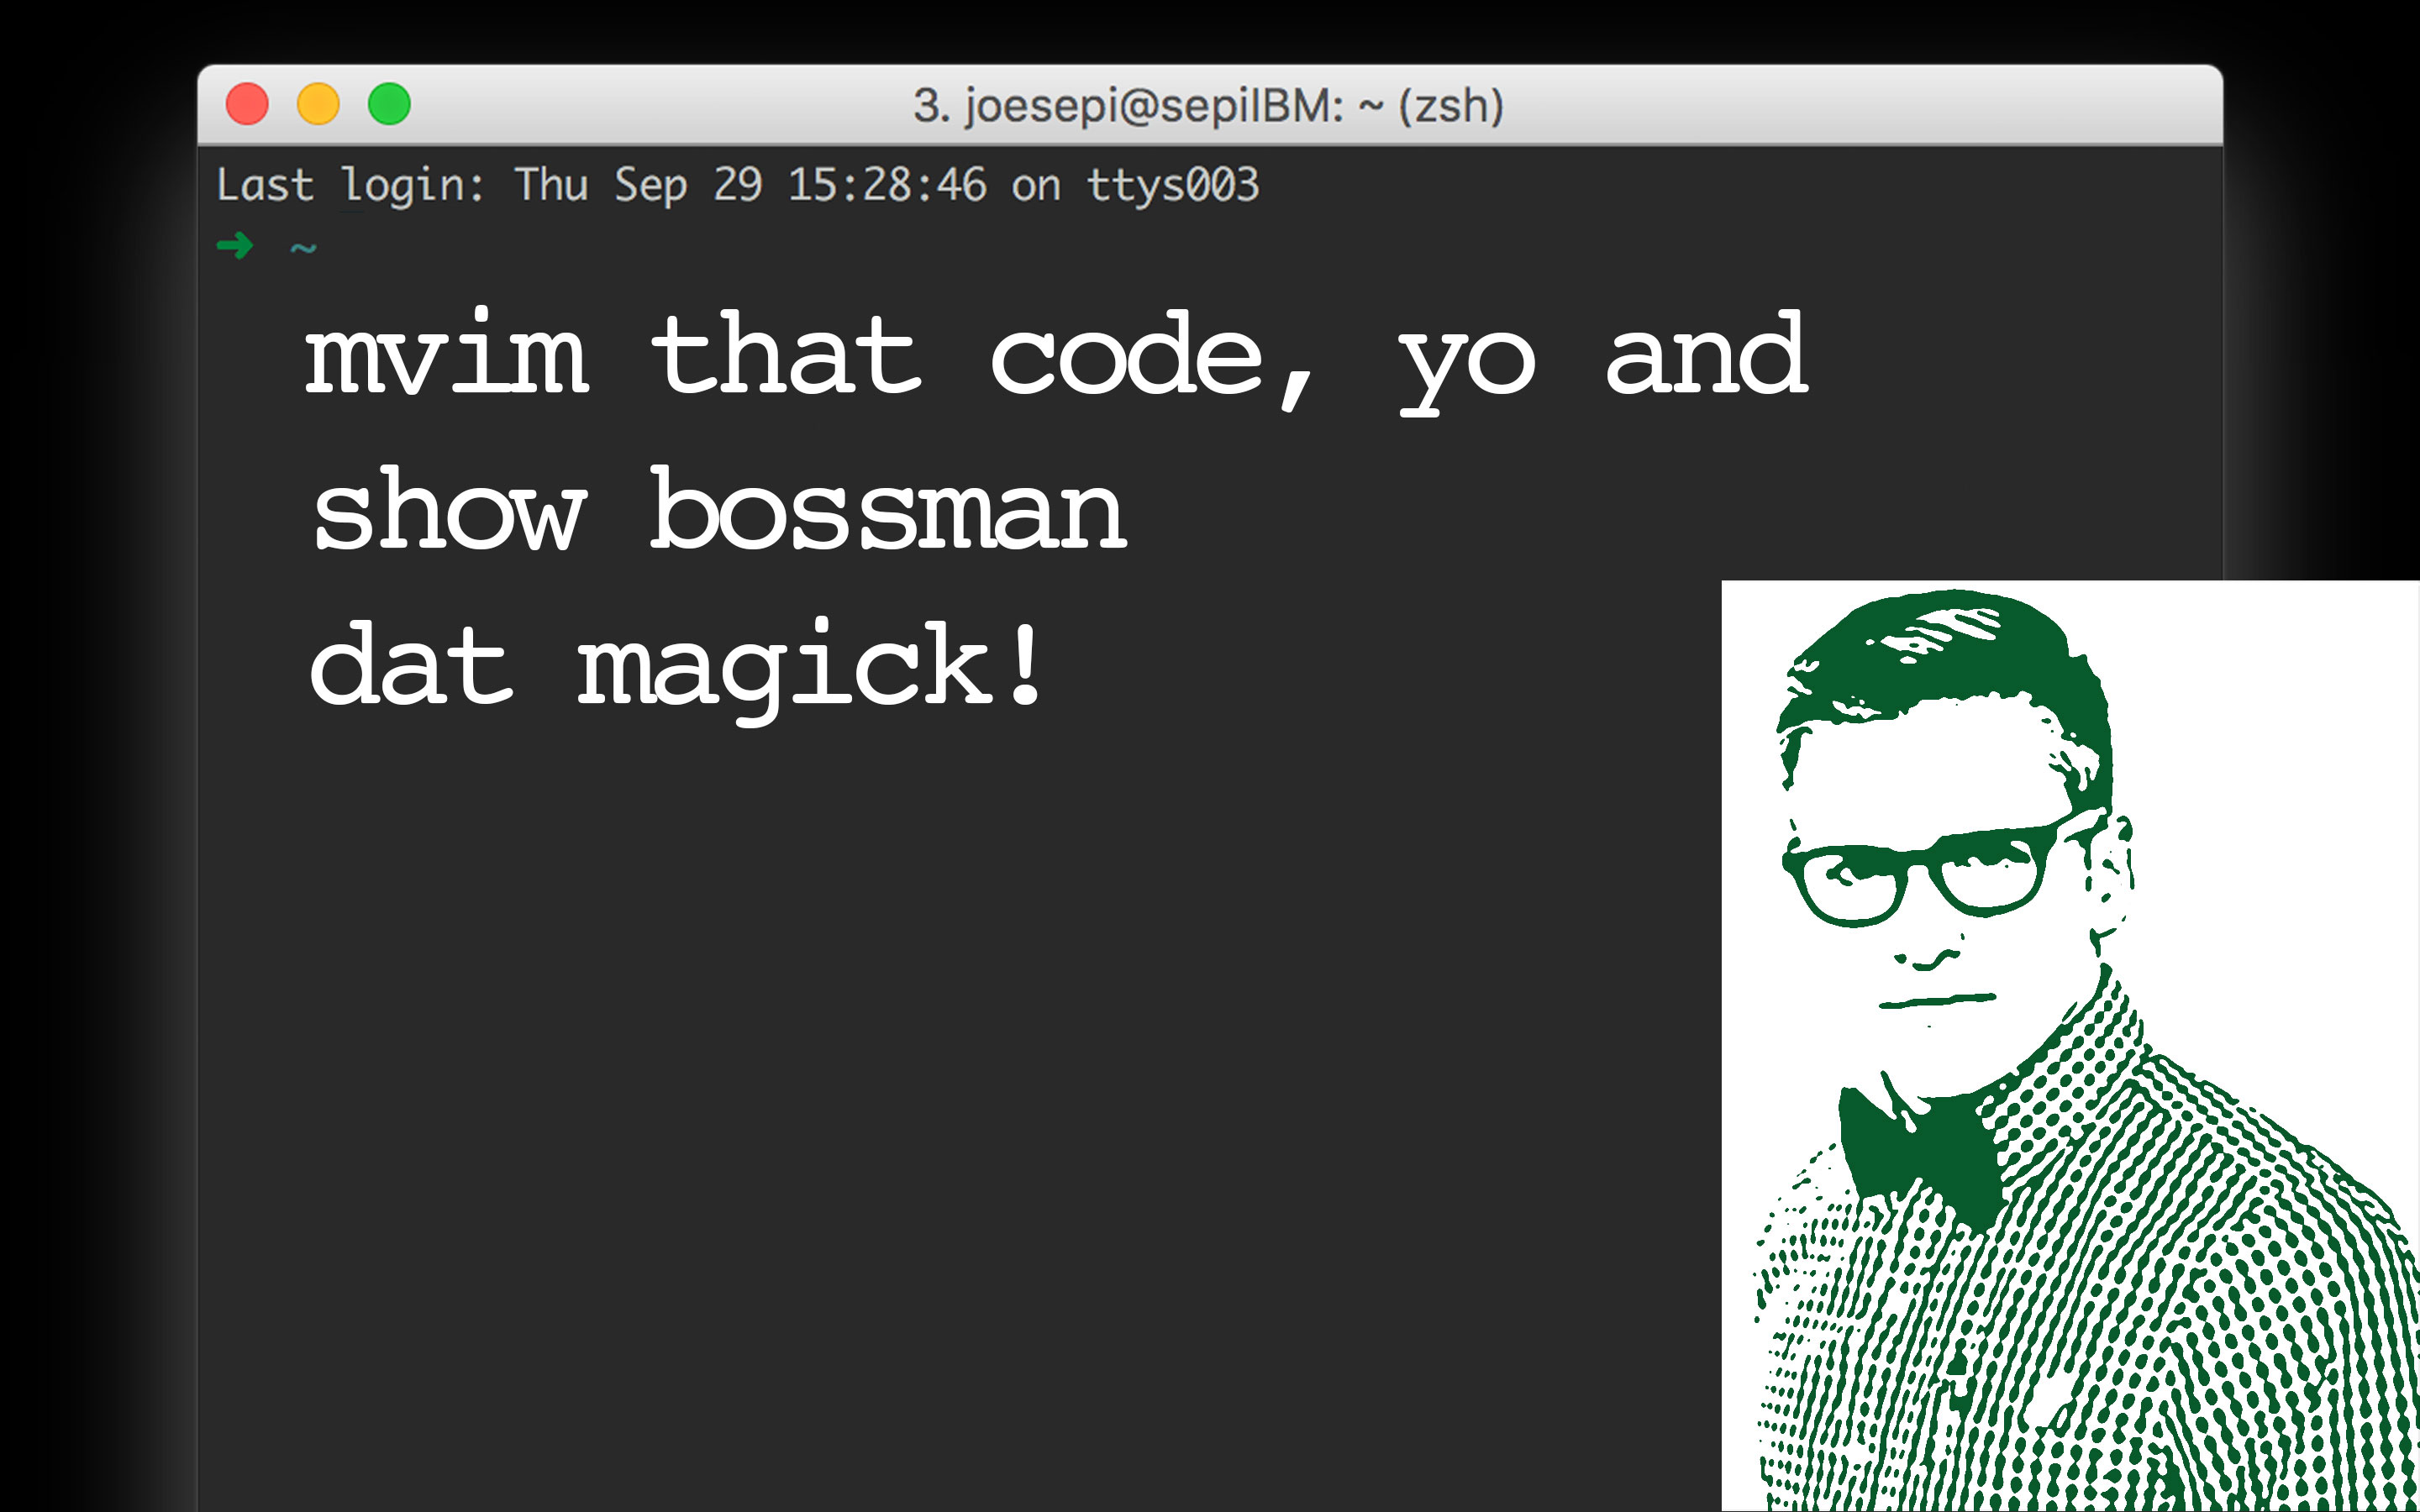 3. joesepi@sepiIBM: ~ (zsh)
Last login: Thu Sep 29 15:28:46 on ttys003
➜ ~
mvim that code, yo and
show bossman
dat magick!